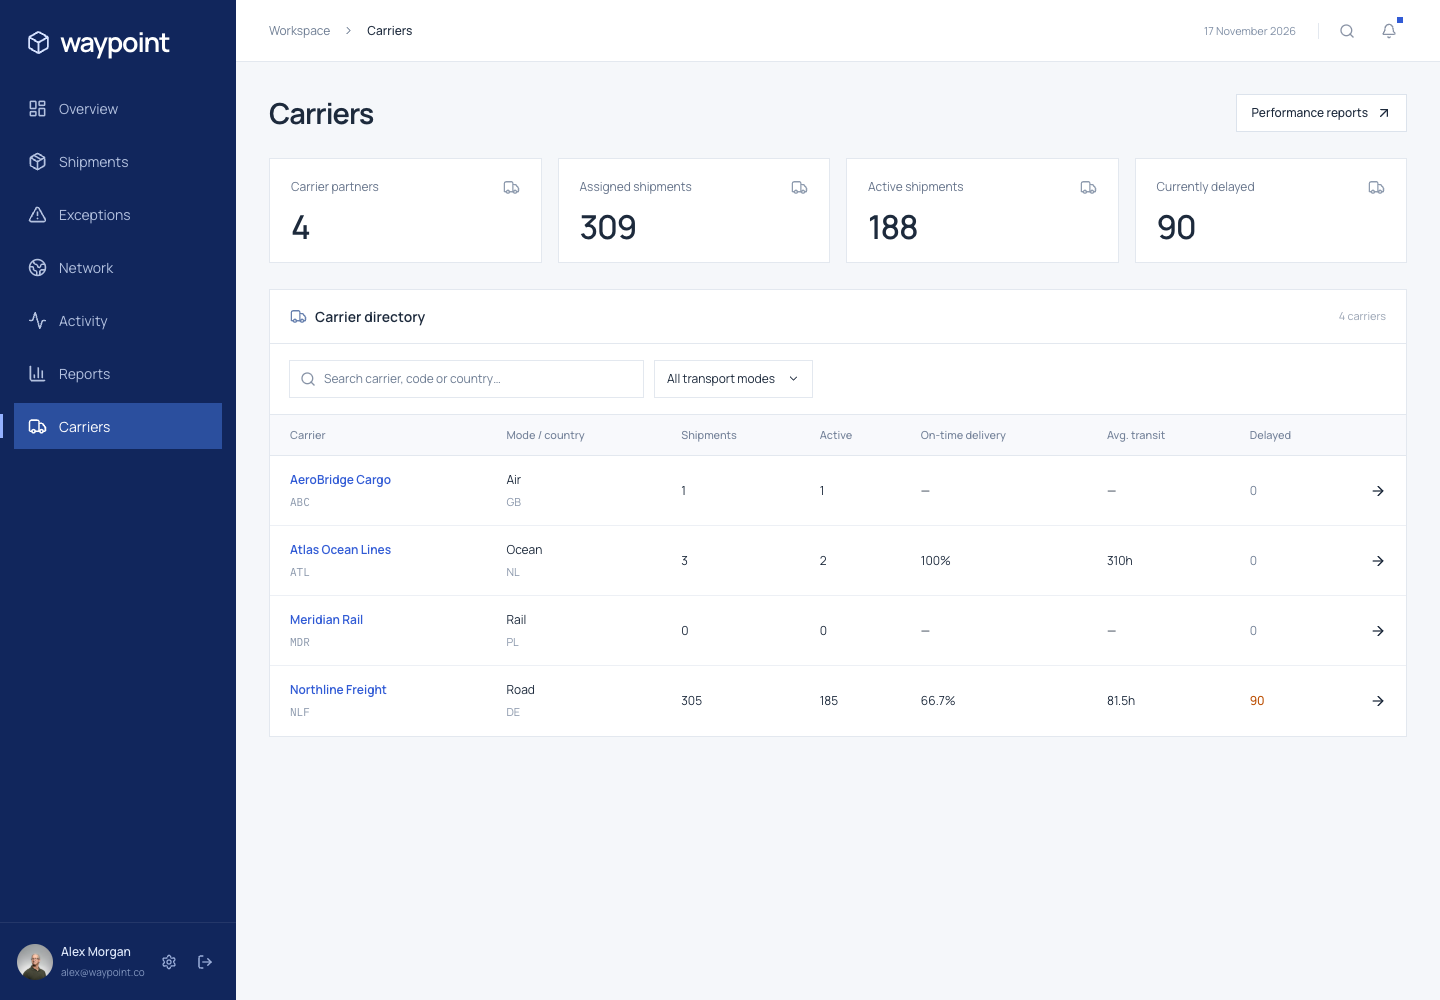 waypoint
Overview
Shipments
Exceptions
Network
Activity
Reports
Carriers
Alex Morgan
alex@waypoint.co
Workspace > Carriers
17 November 2026
Carriers
Performance reports
Carrier partners
4
Assigned shipments
309
Active shipments
188
Currently delayed
90
Carrier directory
4 carriers
Search carrier, code or country...
All transport modes
Carrier Mode / country Shipments Active On-time delivery Avg. transit Delayed
AeroBridge Cargo Air 1 1 — — 0
ABC GB
Atlas Ocean Lines Ocean 3 2 100% 310h 0
ATL NL
Meridian Rail Rail 0 0 — — 0
MDR PL
Northline Freight Road 305 185 66.7% 81.5h 90
NLF DE